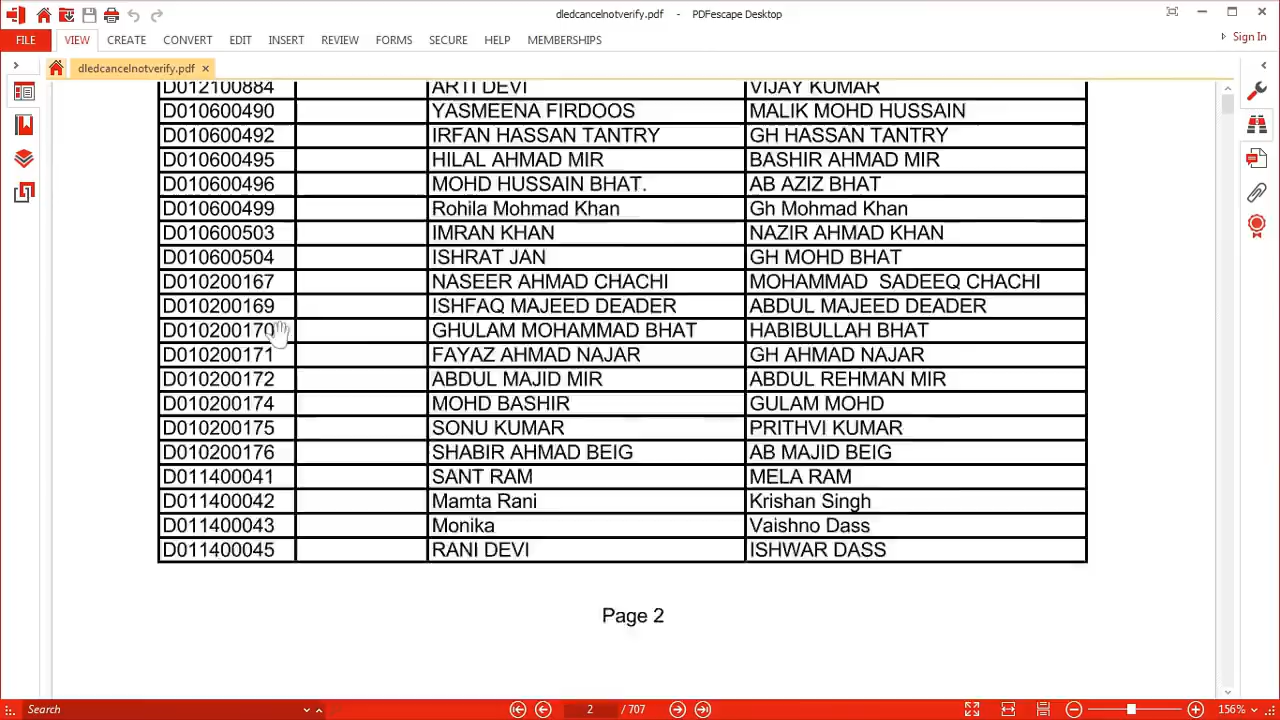 dledcancelnotverify.pdf - PDFescape Desktop
FILE VIEW CREATE CONVERT EDIT INSERT REVIEW FORMS SECURE HELP MEMBERSHIPS Sign In
dledcancelnotverify.pdf ×
D012100884 ARTI DEVI VIJAY KUMAR
D010600490 YASMEENA FIRDOOS MALIK MOHD HUSSAIN
D010600492 IRFAN HASSAN TANTRY GH HASSAN TANTRY
D010600495 HILAL AHMAD MIR BASHIR AHMAD MIR
D010600496 MOHD HUSSAIN BHAT. AB AZIZ BHAT
D010600499 Rohila Mohmad Khan Gh Mohmad Khan
D010600503 IMRAN KHAN NAZIR AHMAD KHAN
D010600504 ISHRAT JAN GH MOHD BHAT
D010200167 NASEER AHMAD CHACHI MOHAMMAD  SADEEQ CHACHI
D010200169 ISHFAQ MAJEED DEADER ABDUL MAJEED DEADER
D010200170 GHULAM MOHAMMAD BHAT HABIBULLAH BHAT
D010200171 FAYAZ AHMAD NAJAR GH AHMAD NAJAR
D010200172 ABDUL MAJID MIR ABDUL REHMAN MIR
D010200174 MOHD BASHIR GULAM MOHD
D010200175 SONU KUMAR PRITHVI KUMAR
D010200176 SHABIR AHMAD BEIG AB MAJID BEIG
D011400041 SANT RAM MELA RAM
D011400042 Mamta Rani Krishan Singh
D011400043 Monika Vaishno Dass
D011400045 RANI DEVI ISHWAR DASS
Page 2
Search 2 / 707 156%